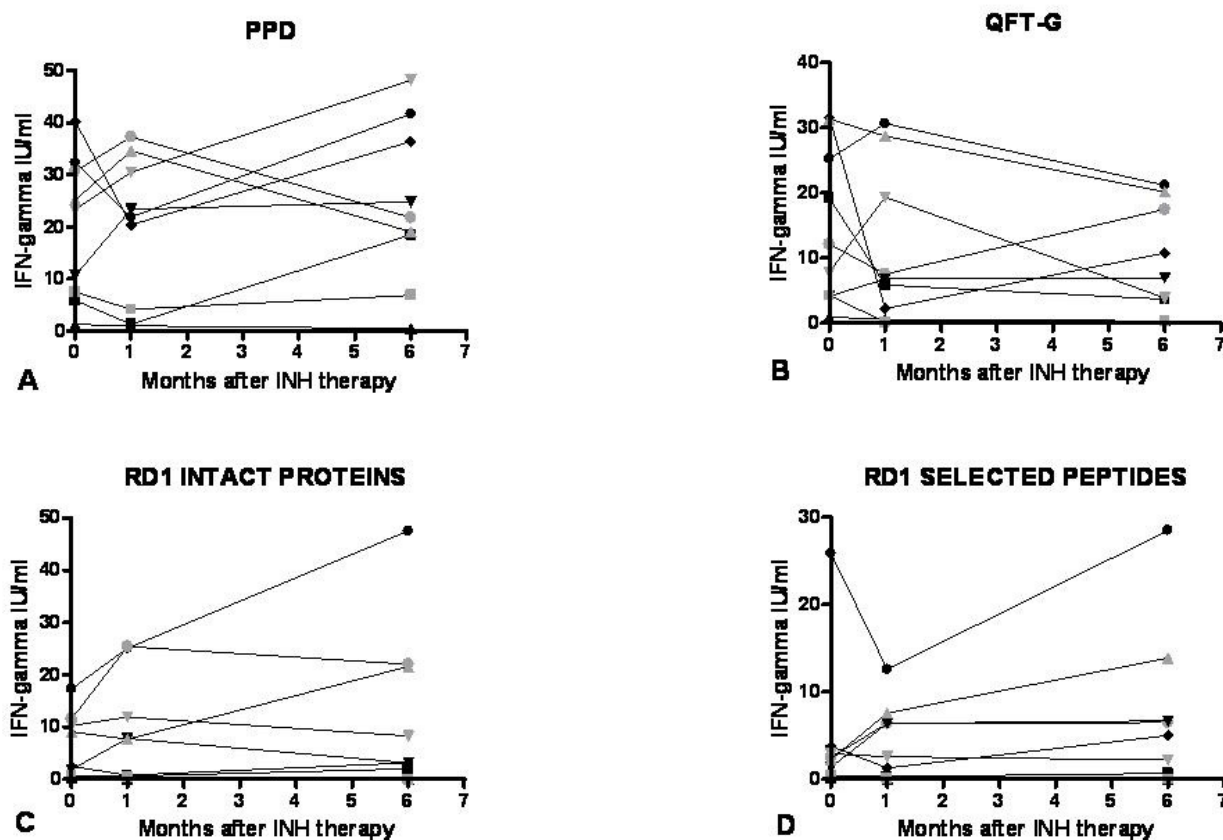 PPD
IFN-gamma IU/ml
50
40
30
20
10
0
0 1 2 3 4 5 6 7
Months after INH therapy
A
QFT-G
IFN-gamma IU/ml
40
30
20
10
0
0 1 2 3 4 5 6 7
Months after INH therapy
B
RD1 INTACT PROTEINS
IFN-gamma IU/ml
50
40
30
20
10
0
0 1 2 3 4 5 6 7
Months after INH therapy
C
RD1 SELECTED PEPTIDES
IFN-gamma IU/ml
30
20
10
0
0 1 2 3 4 5 6 7
Months after INH therapy
D